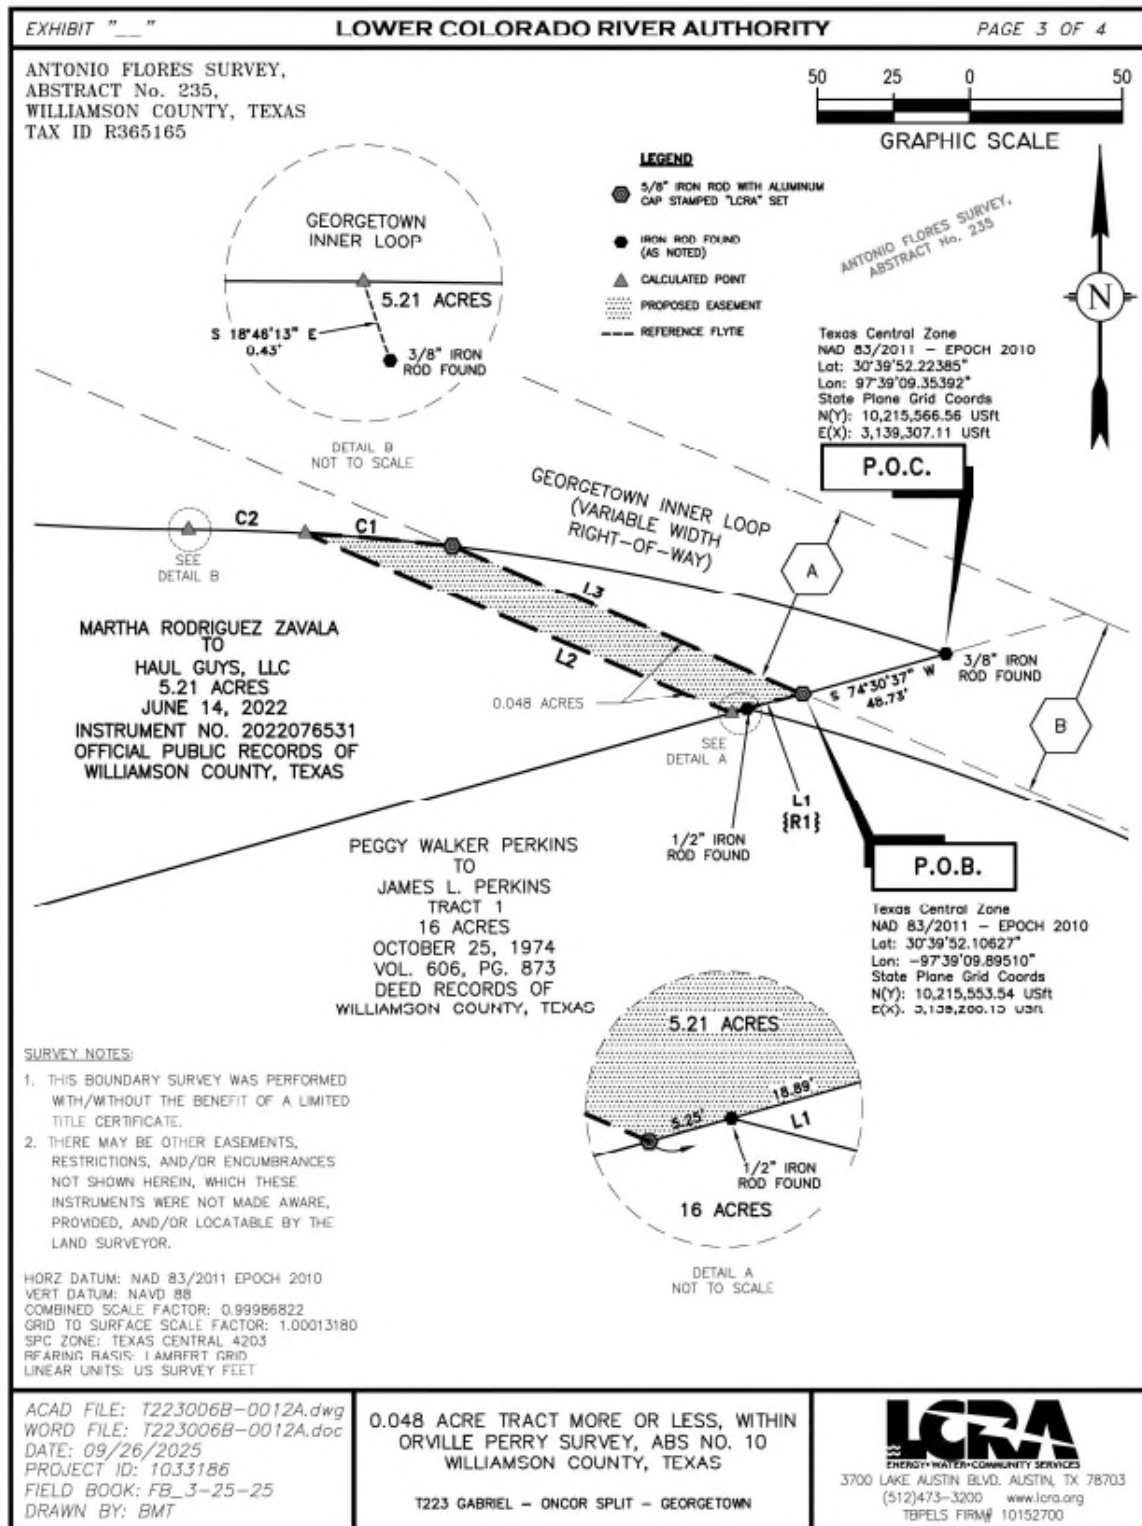 EXHIBIT "__"
LOWER COLORADO RIVER AUTHORITY
PAGE 3 OF 4
ANTONIO FLORES SURVEY,
ABSTRACT No. 235,
WILLIAMSON COUNTY, TEXAS
TAX ID R365165
50 25 0 50
GRAPHIC SCALE
LEGEND
5/8" IRON ROD WITH ALUMINUM
CAP STAMPED "LCRA" SET
IRON ROD FOUND
(AS NOTED)
CALCULATED POINT
PROPOSED EASEMENT
REFERENCE FLYTIE
ANTONIO FLORES SURVEY,
ABSTRACT No. 235
N
GEORGETOWN
INNER LOOP
5.21 ACRES
S 18°46'13" E
0.43'
3/8" IRON
ROD FOUND
DETAIL B
NOT TO SCALE
Texas Central Zone
NAD 83/2011 – EPOCH 2010
Lat: 30°39'52.22385"
Lon: 97°39'09.35392"
State Plane Grid Coords
N(Y): 10,215,566.56 USft
E(X): 3,139,307.11 USft
P.O.C.
GEORGETOWN INNER LOOP
(VARIABLE WIDTH
RIGHT-OF-WAY)
A
C2
C1
SEE
DETAIL B
L3
L2
0.048 ACRES
S 74°30'37" W
48.73'
3/8" IRON
ROD FOUND
B
MARTHA RODRIGUEZ ZAVALA
TO
HAUL GUYS, LLC
5.21 ACRES
JUNE 14, 2022
INSTRUMENT NO. 2022076531
OFFICIAL PUBLIC RECORDS OF
WILLIAMSON COUNTY, TEXAS
SEE
DETAIL A
L1
{R1}
1/2" IRON
ROD FOUND
P.O.B.
PEGGY WALKER PERKINS
TO
JAMES L. PERKINS
TRACT 1
16 ACRES
OCTOBER 25, 1974
VOL. 606, PG. 873
DEED RECORDS OF
WILLIAMSON COUNTY, TEXAS
Texas Central Zone
NAD 83/2011 – EPOCH 2010
Lat: 30°39'52.10627"
Lon: -97°39'09.89510"
State Plane Grid Coords
N(Y): 10,215,553.54 USft
E(X): 3,139,260.15 USft
5.21 ACRES
18.89'
5.25'
L1
1/2" IRON
ROD FOUND
16 ACRES
DETAIL A
NOT TO SCALE
SURVEY NOTES:
1. THIS BOUNDARY SURVEY WAS PERFORMED
WITH/WITHOUT THE BENEFIT OF A LIMITED
TITLE CERTIFICATE.
2. THERE MAY BE OTHER EASEMENTS,
RESTRICTIONS, AND/OR ENCUMBRANCES
NOT SHOWN HEREIN, WHICH THESE
INSTRUMENTS WERE NOT MADE AWARE,
PROVIDED, AND/OR LOCATABLE BY THE
LAND SURVEYOR.
HORZ DATUM: NAD 83/2011 EPOCH 2010
VERT DATUM: NAVD 88
COMBINED SCALE FACTOR: 0.99986822
GRID TO SURFACE SCALE FACTOR: 1.00013180
SPC ZONE: TEXAS CENTRAL 4203
BEARING BASIS: LAMBERT GRID
LINEAR UNITS: US SURVEY FEET
ACAD FILE: T223006B-0012A.dwg
WORD FILE: T223006B-0012A.doc
DATE: 09/26/2025
PROJECT ID: 1033186
FIELD BOOK: FB_3-25-25
DRAWN BY: BMT
0.048 ACRE TRACT MORE OR LESS, WITHIN
ORVILLE PERRY SURVEY, ABS NO. 10
WILLIAMSON COUNTY, TEXAS
T223 GABRIEL – ONCOR SPLIT – GEORGETOWN
LCRA
ENERGY•WATER•COMMUNITY SERVICES
3700 LAKE AUSTIN BLVD. AUSTIN, TX 78703
(512)473-3200 www.lcra.org
TBPELS FIRM# 10152700